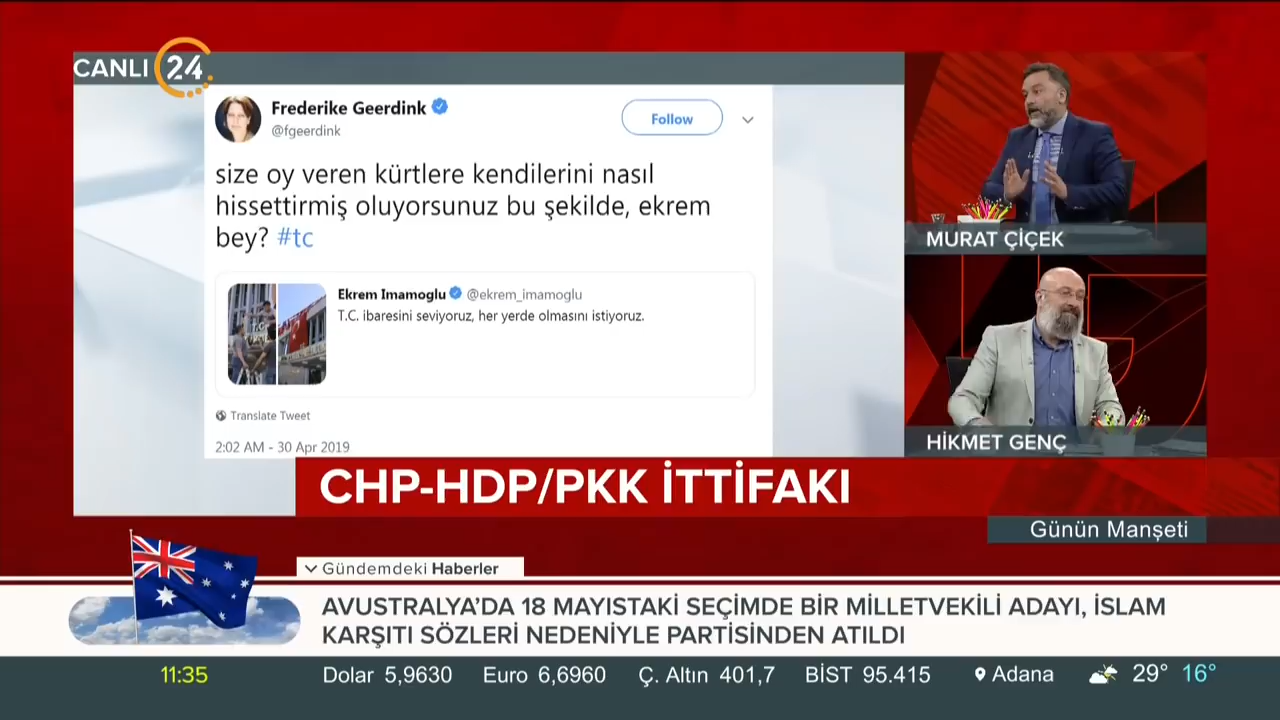 CANLI 24
Frederike Geerdink
@fgeerdink
Follow
size oy veren kürtlere kendilerini nasıl
hissettirmiş oluyorsunuz bu şekilde, ekrem
bey? #tc
Ekrem Imamoglu @ekrem_imamoglu
T.C. ibaresini seviyoruz, her yerde olmasını istiyoruz.
Translate Tweet
2:02 AM - 30 Apr 2019
MURAT ÇİÇEK
HİKMET GENÇ
CHP-HDP/PKK İTTİFAKI
Günün Manşeti
Gündemdeki Haberler
AVUSTRALYA'DA 18 MAYISTAKİ SEÇİMDE BİR MİLLETVEKİLİ ADAYI, İSLAM
KARŞITI SÖZLERİ NEDENİYLE PARTİSİNDEN ATILDI
11:35 Dolar 5,9630 Euro 6,6960 Ç. Altın 401,7 BİST 95.415 Adana 29° 16°